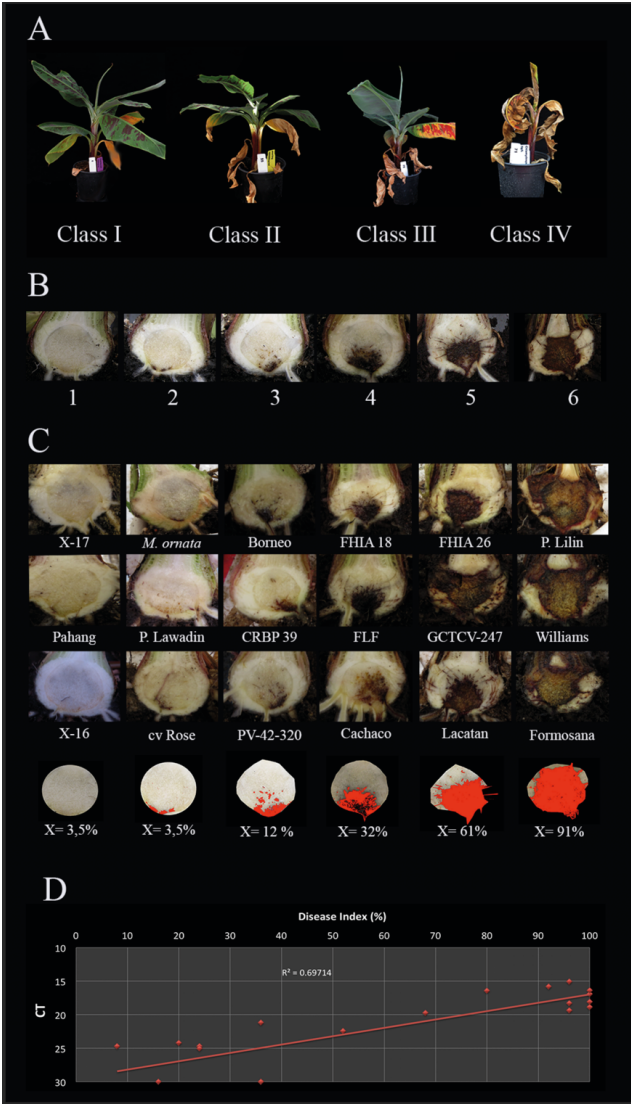 A
Class I Class II Class III Class IV
B
1 2 3 4 5 6
C
X-17 M. ornata Borneo FHIA 18 FHIA 26 P. Lilin
Pahang P. Lawadin CRBP 39 FLF GCTCV-247 Williams
X-16 cv Rose PV-42-320 Cachaco Lacatan Formosana
X= 3,5% X= 3,5% X= 12 % X= 32% X= 61% X= 91%
D
Disease Index (%)
0 10 20 30 40 50 60 70 80 90 100
10
R² = 0.69714
15
CT
20
25
30